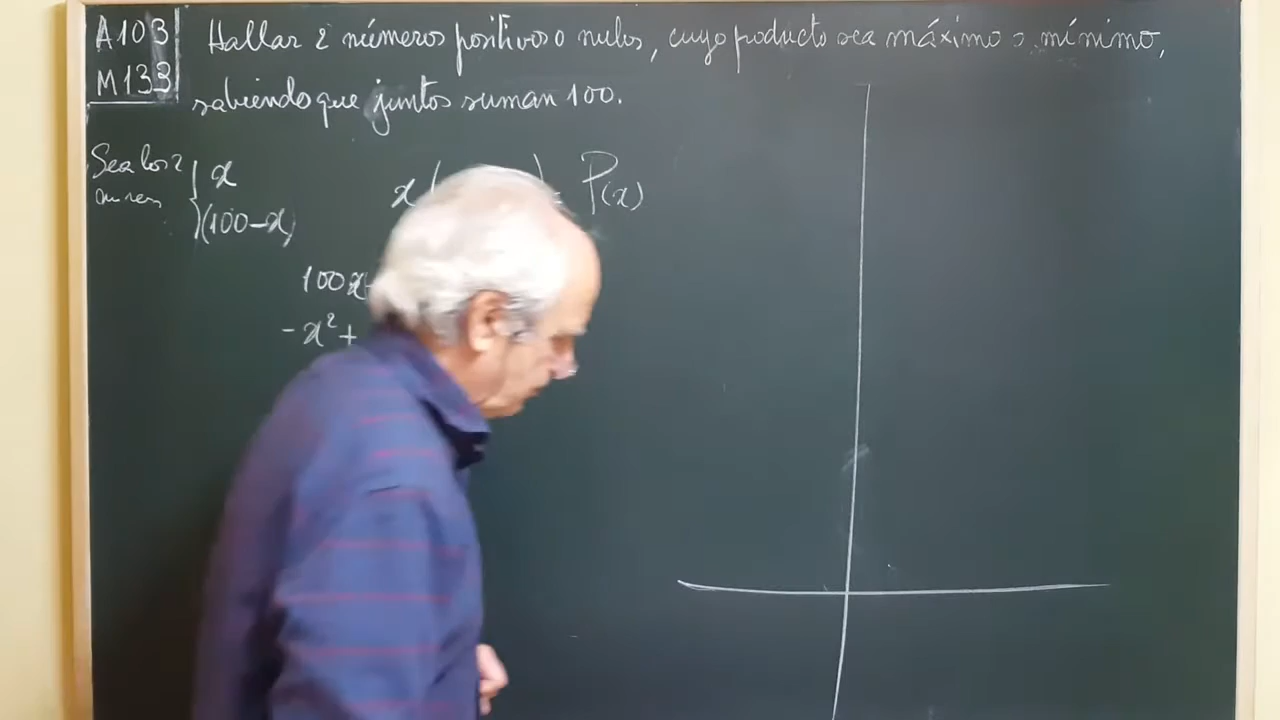 A103
M133
Hallar 2 números positivos o nulos, cuyo producto sea máximo o mínimo,
sabiendo que juntos suman 100.
Sea los 2
x
(100-x)
x ( ) = P(x)
100x
-x² +